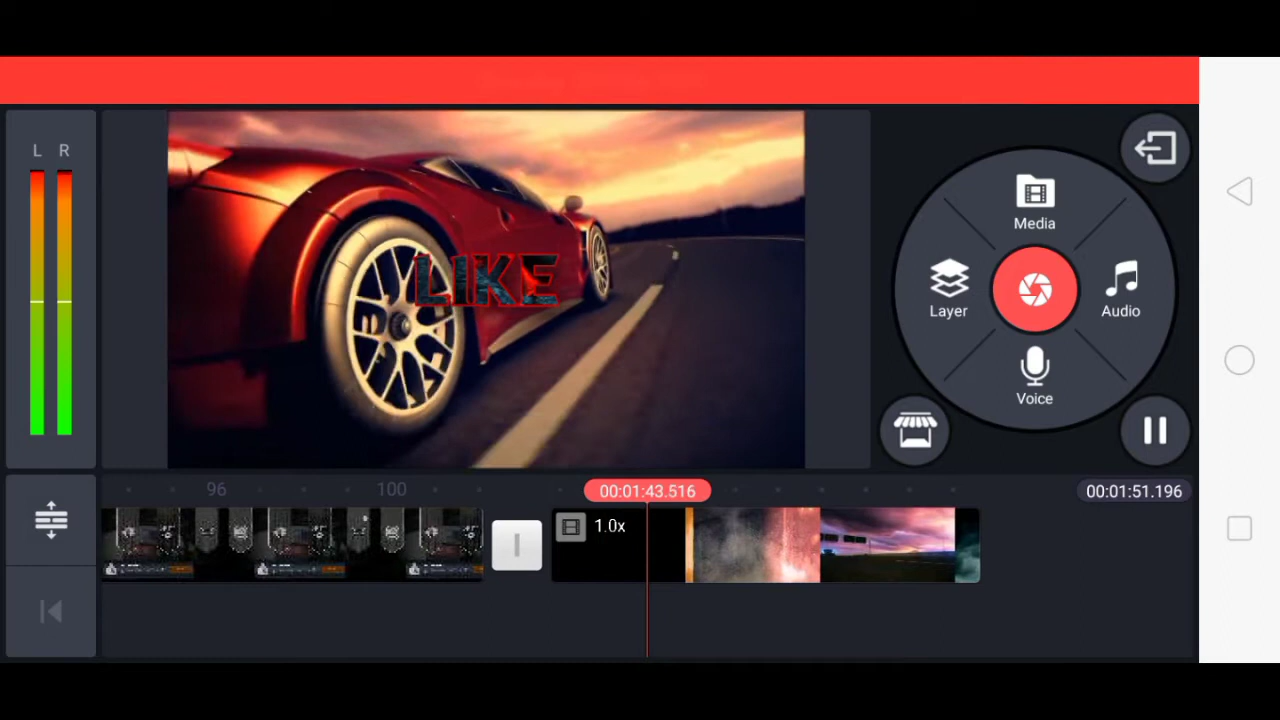 L R
Media
LIKE
Layer
Audio
Voice
96
100
00:01:43.516
00:01:51.196
1.0x